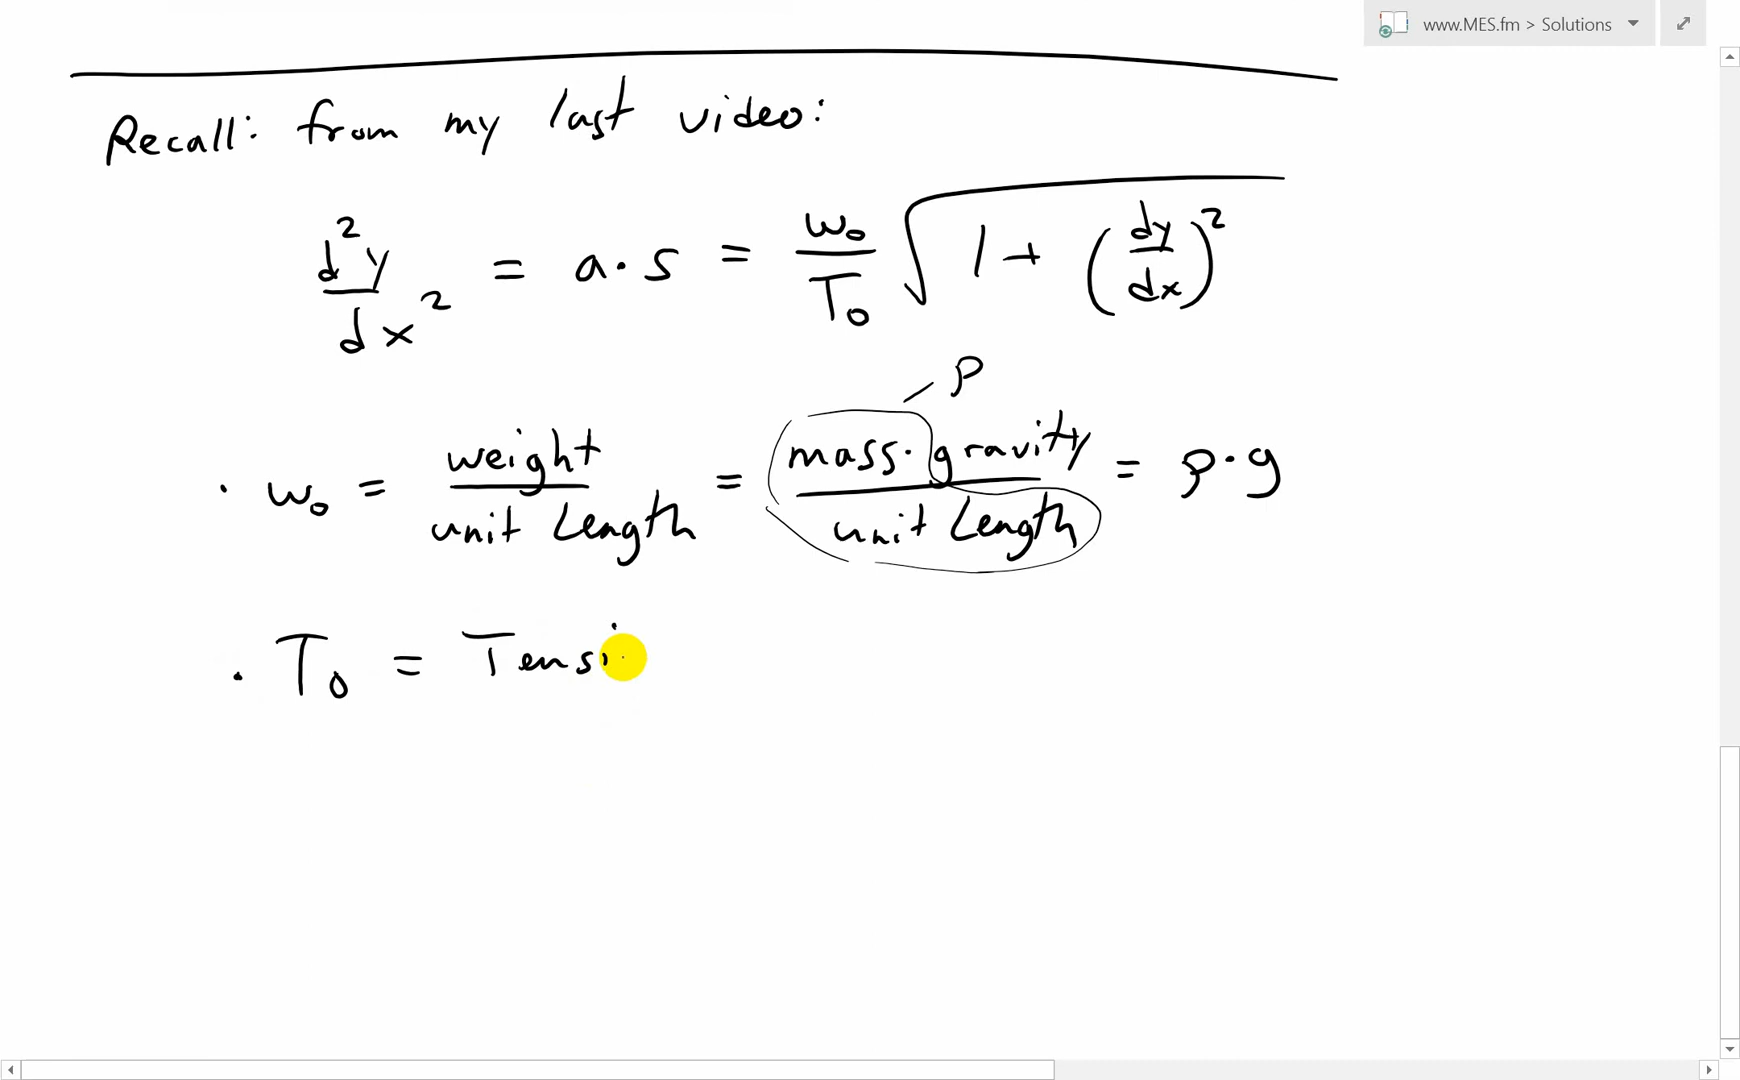 www.MES.fm > Solutions
Recall: from my last video:
d²y/dx² = a · s = w₀/T₀ √(1 + (dy/dx)²)
ρ
· w₀ = weight/unit Length = mass · gravity/unit Length = ρ · g
· T₀ = Tensi